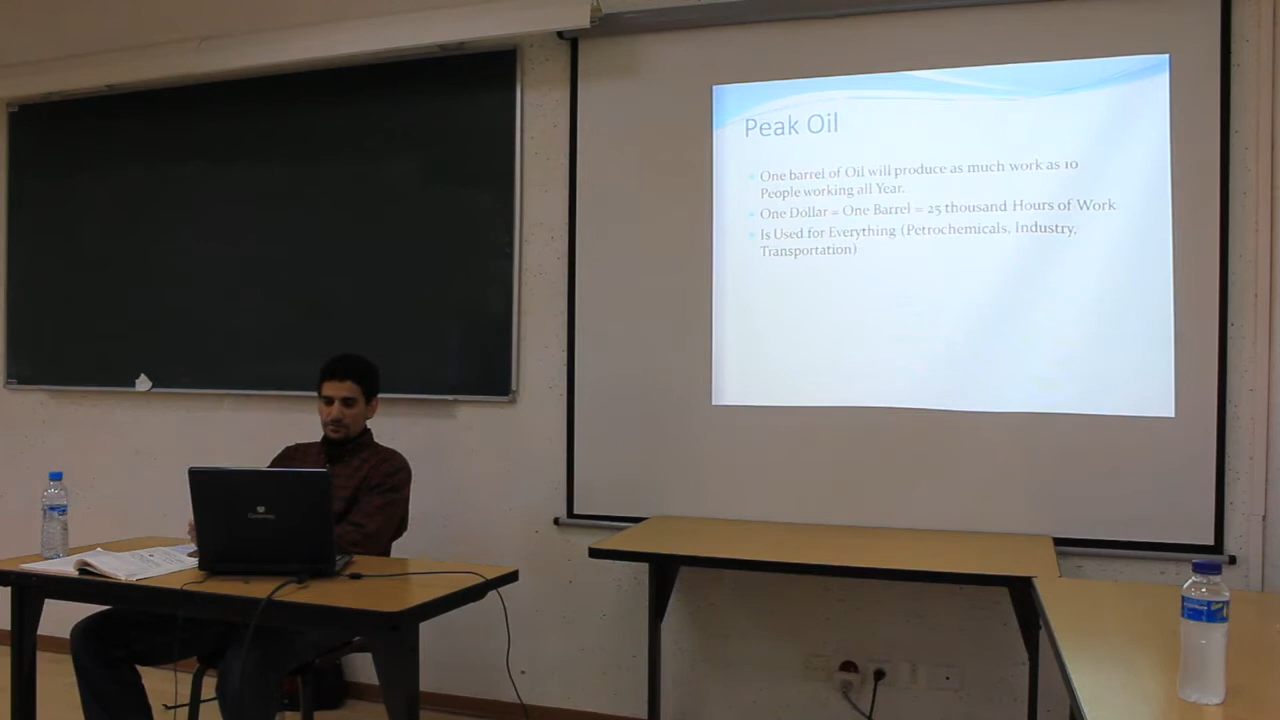 Peak Oil
One barrel of Oil will produce as much work as 10
People working all Year.
One Dollar = One Barrel = 25 thousand Hours of Work
Is Used for Everything (Petrochemicals, Industry,
Transportation)